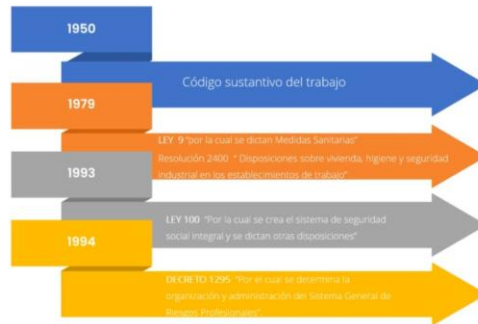 1950
Código sustantivo del trabajo
1979
LEY 9 "por la cual se dictan Medidas Sanitarias"
Resolución 2400 " Disposiciones sobre vivienda, higiene y seguridad
industrial en los establecimientos de trabajo"
1993
LEY 100 "Por la cual se crea el sistema de seguridad
social integral y se dictan otras disposiciones"
1994
DECRETO 1295 "Por el cual se determina la
organización y administración del Sistema General de
Riesgos Profesionales"